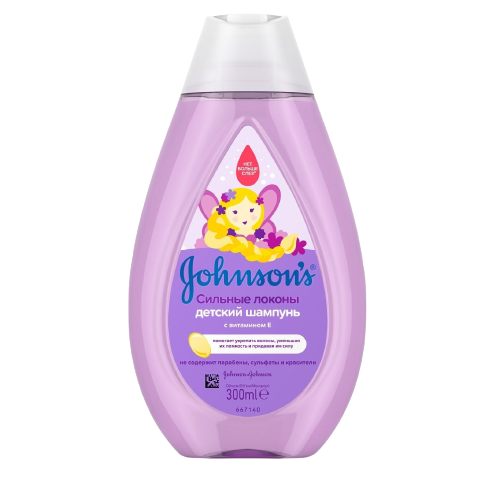 НЕТ
БОЛЬШЕ
СЛЕЗ
Johnson's®
Сильные локоны
детский шампунь
с витамином Е
помогает укрепить волосы, уменьшая
их ломкость и придавая им силу
не содержит парабены, сульфаты и красители
Johnson & Johnson
300ml ℮
667140